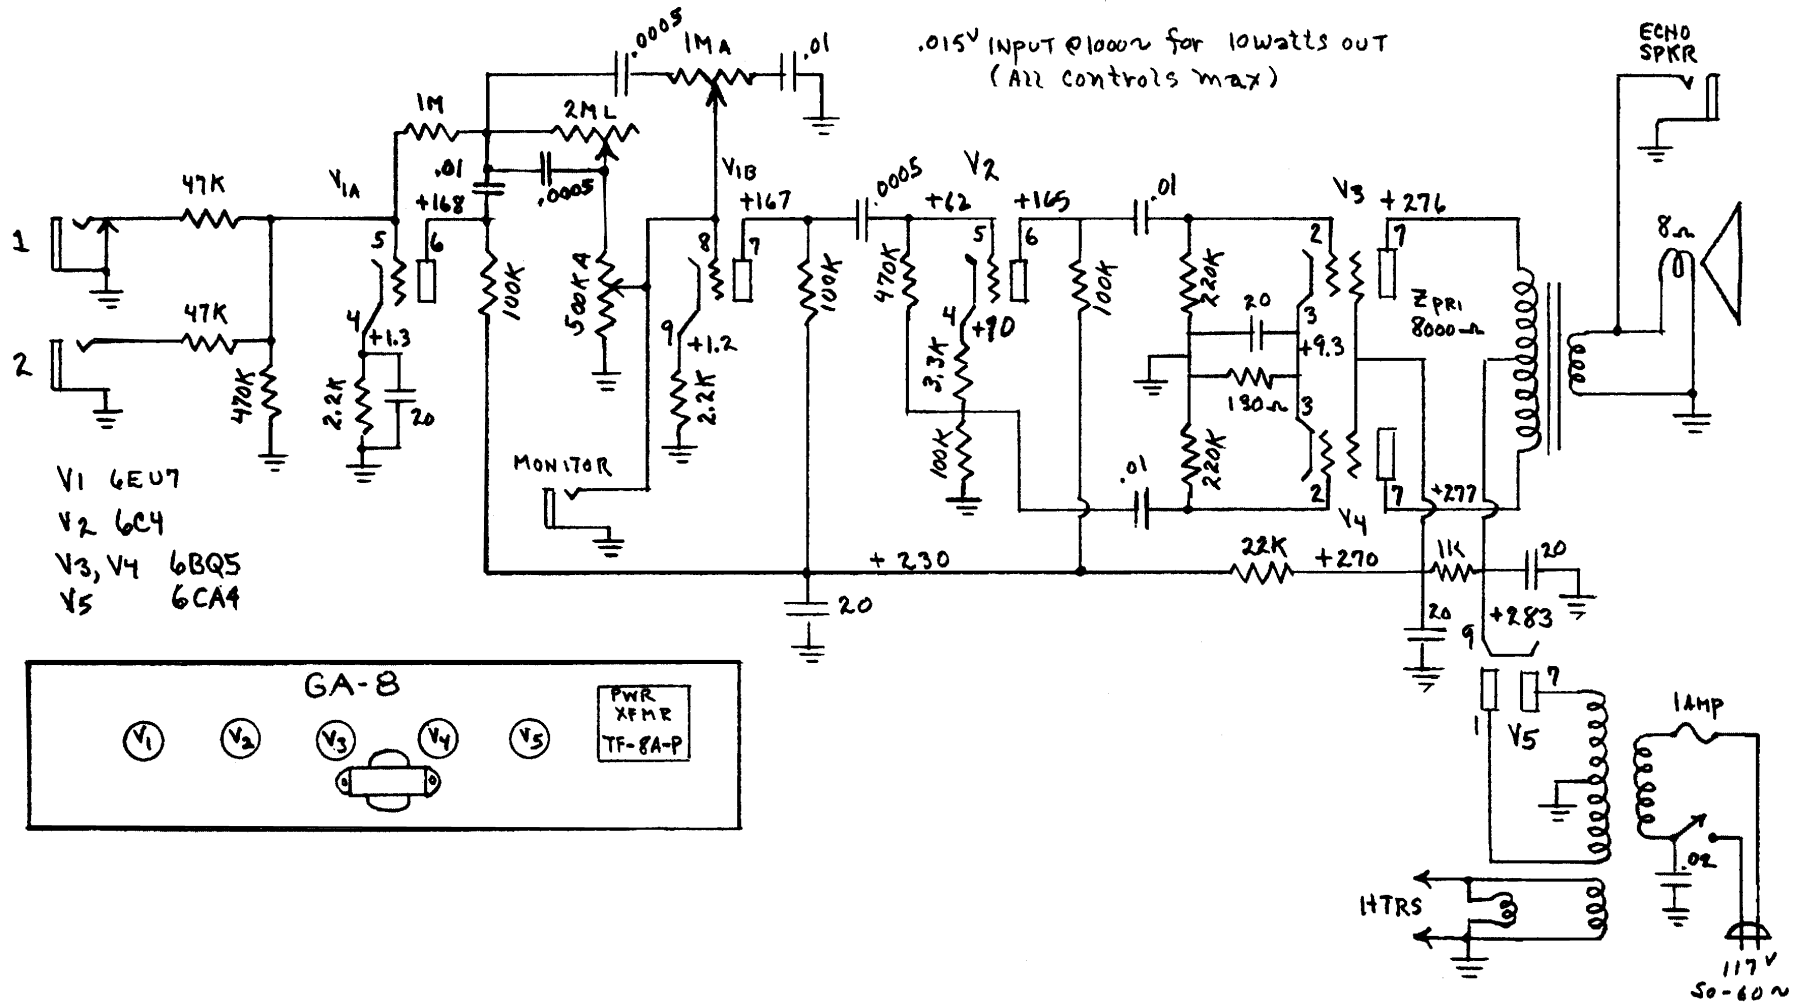 .0005
1MA
.01
.015V INPUT @1000~ for 10watts OUT
(All controls max)
ECHO
SPKR
1M
2ML
.01
.0005
47K
V1A
+168
V1B
+167
.0005
+62
V2
+165
.01
V3
+276
8Ω
1
5
6
8
7
5
6
2
7
100K
500KA
100K
470K
100K
220K
20
3
ZPRI
8000Ω
47K
4
+1.3
9
+1.2
4
+90
3.3K
+9.3
2
470K
2.2K
20
2.2K
100K
180Ω
3
220K
MONITOR
.01
2
7
+277
V4
V1 6EU7
V2 6C4
V3, V4 6BQ5
V5 6CA4
+230
22K
+270
1K
20
20
20
+283
9
GA-8
PWR
XFMR
TF-8A-P
V1
V2
V3
V4
V5
7
1
V5
1AMP
.02
HTRS
117V
50-60~